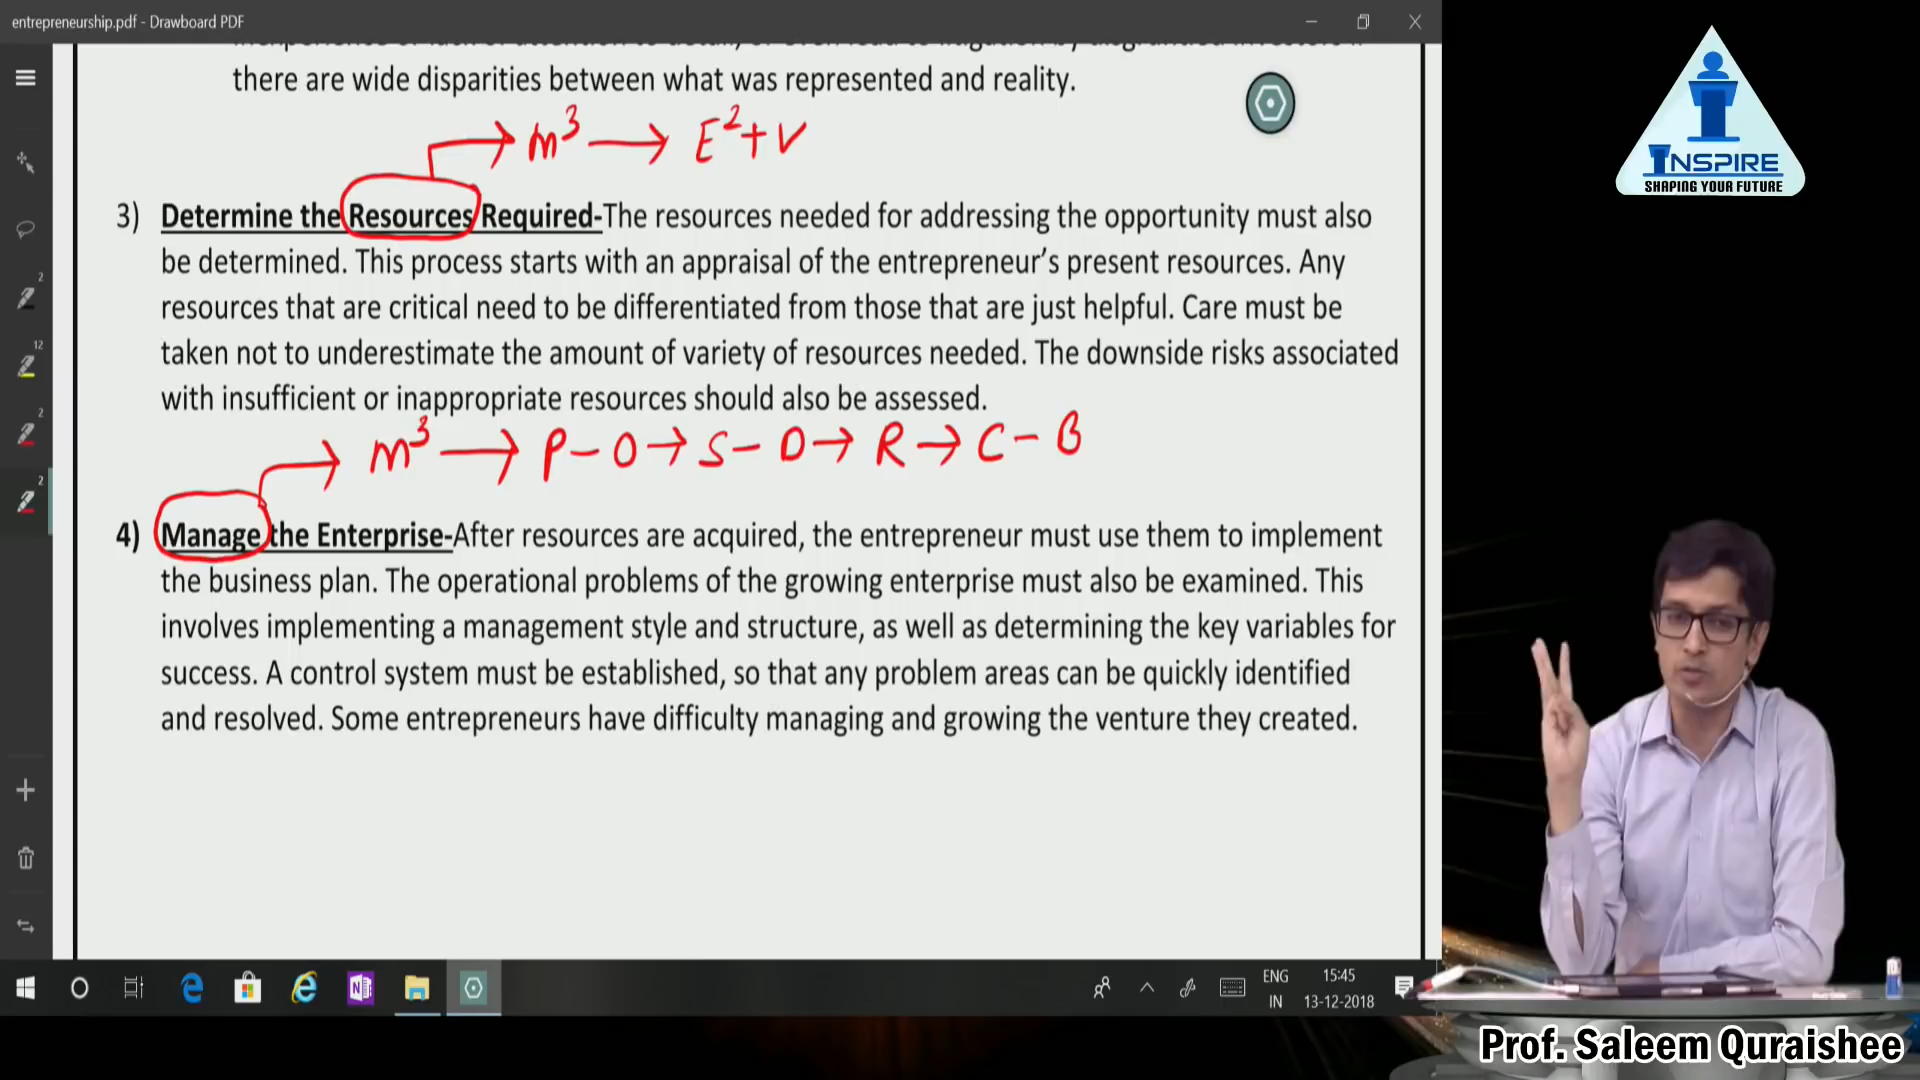 entrepreneurship.pdf - Drawboard PDF
there are wide disparities between what was represented and reality.
m³ → E² + V
3) Determine the Resources Required-The resources needed for addressing the opportunity must also
be determined. This process starts with an appraisal of the entrepreneur's present resources. Any
resources that are critical need to be differentiated from those that are just helpful. Care must be
taken not to underestimate the amount of variety of resources needed. The downside risks associated
with insufficient or inappropriate resources should also be assessed.
m³ → P - O → S - D → R → C - B
4) Manage the Enterprise-After resources are acquired, the entrepreneur must use them to implement
the business plan. The operational problems of the growing enterprise must also be examined. This
involves implementing a management style and structure, as well as determining the key variables for
success. A control system must be established, so that any problem areas can be quickly identified
and resolved. Some entrepreneurs have difficulty managing and growing the venture they created.
2
12
2
2
ENG
IN
15:45
13-12-2018
INSPIRE
SHAPING YOUR FUTURE
Prof. Saleem Quraishee